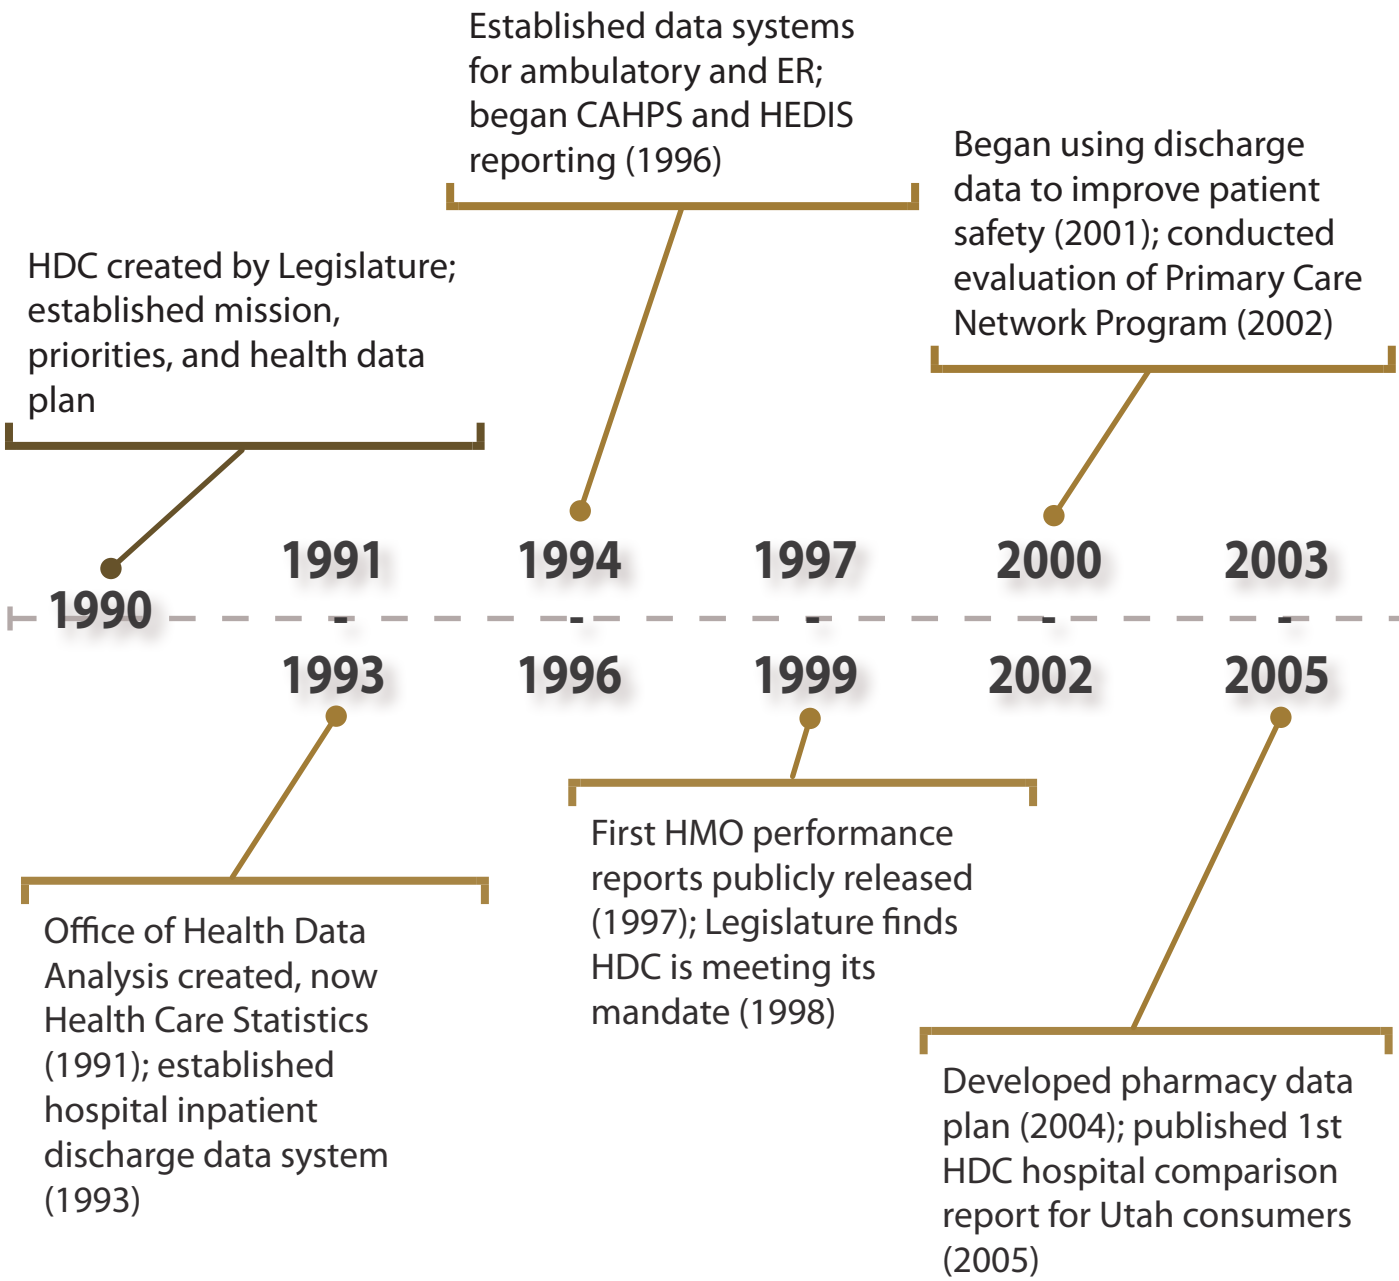 Established data systems
for ambulatory and ER;
began CAHPS and HEDIS
reporting (1996)
Began using discharge
data to improve patient
safety (2001); conducted
evaluation of Primary Care
Network Program (2002)
HDC created by Legislature;
established mission,
priorities, and health data
plan
1990
1991
1993
1994
1996
1997
1999
2000
2002
2003
2005
Office of Health Data
Analysis created, now
Health Care Statistics
(1991); established
hospital inpatient
discharge data system
(1993)
First HMO performance
reports publicly released
(1997); Legislature finds
HDC is meeting its
mandate (1998)
Developed pharmacy data
plan (2004); published 1st
HDC hospital comparison
report for Utah consumers
(2005)